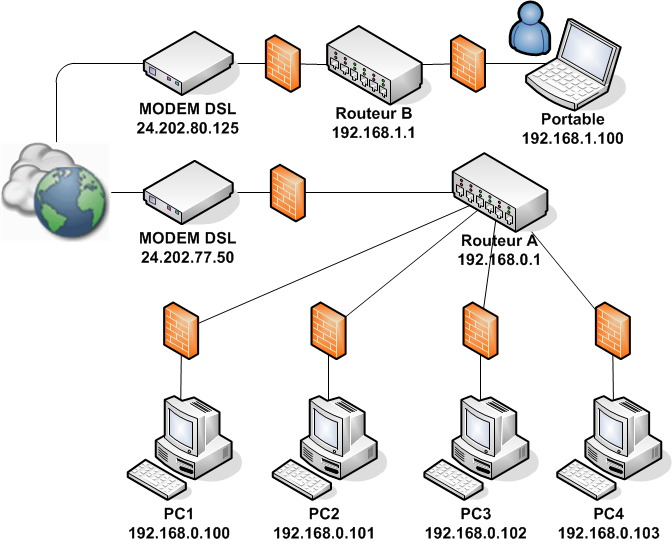 MODEM DSL
24.202.80.125
Routeur B
192.168.1.1
Portable
192.168.1.100
MODEM DSL
24.202.77.50
Routeur A
192.168.0.1
PC1
192.168.0.100
PC2
192.168.0.101
PC3
192.168.0.102
PC4
192.168.0.103